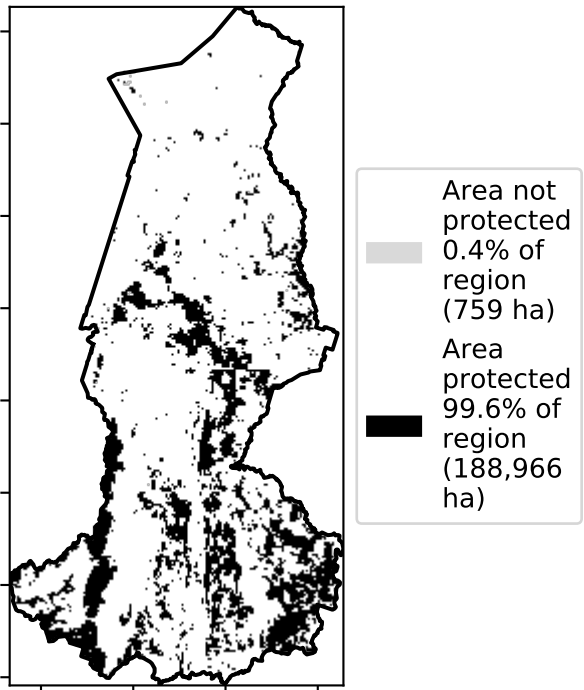 Area not
protected
0.4% of
region
(759 ha)
Area
protected
99.6% of
region
(188,966
ha)